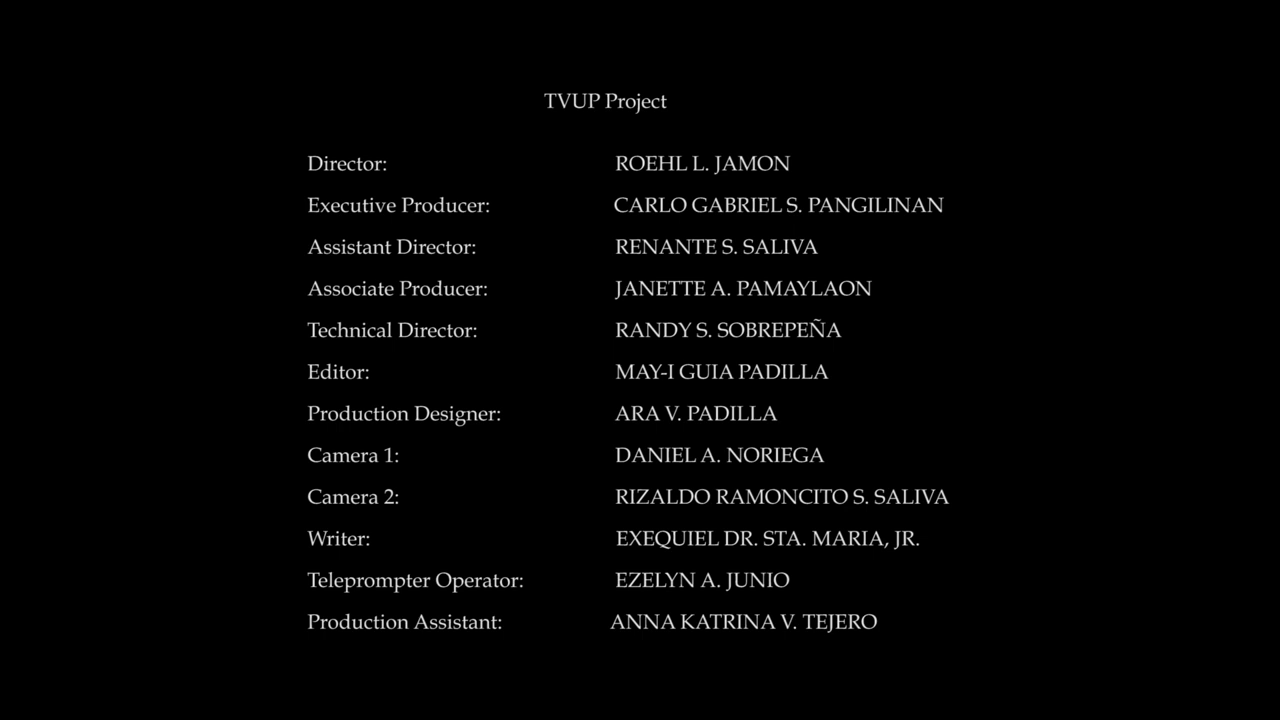 TVUP Project
Director: ROEHL L. JAMON
Executive Producer: CARLO GABRIEL S. PANGILINAN
Assistant Director: RENANTE S. SALIVA
Associate Producer: JANETTE A. PAMAYLAON
Technical Director: RANDY S. SOBREPEÑA
Editor: MAY-I GUIA PADILLA
Production Designer: ARA V. PADILLA
Camera 1: DANIEL A. NORIEGA
Camera 2: RIZALDO RAMONCITO S. SALIVA
Writer: EXEQUIEL DR. STA. MARIA, JR.
Teleprompter Operator: EZELYN A. JUNIO
Production Assistant: ANNA KATRINA V. TEJERO